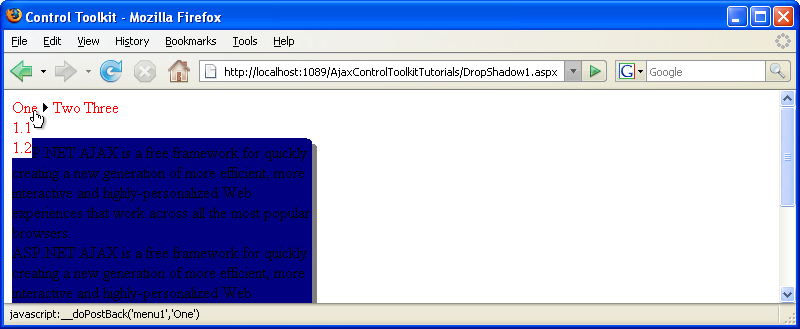 Control Toolkit - Mozilla Firefox
File Edit View History Bookmarks Tools Help
http://localhost:1089/AjaxControlToolkitTutorials/DropShadow1.aspx
G Google
One Two Three
1.1
1.2
P.NET AJAX is a free framework for quickly
creating a new generation of more efficient, more
interactive and highly-personalized Web
experiences that work across all the most popular
browsers.
ASP.NET AJAX is a free framework for quickly
creating a new generation of more efficient, more
interactive and highly-personalized Web
javascript:__doPostBack('menu1','One')